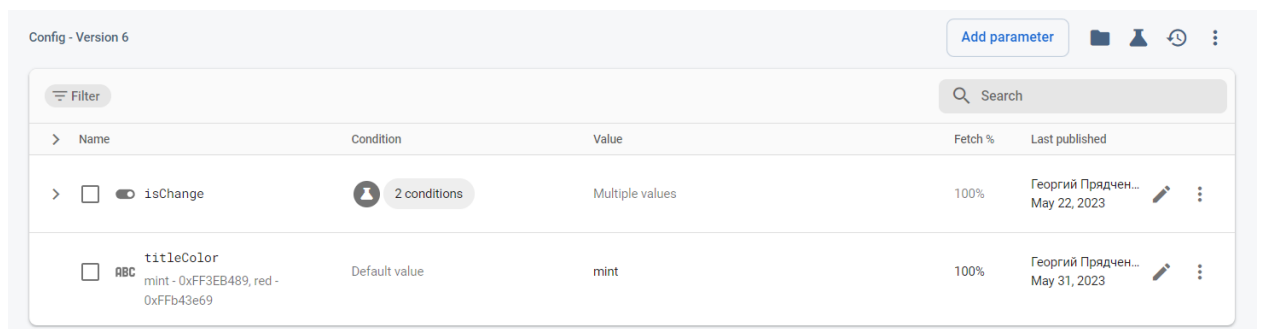 Config - Version 6
Add parameter
Filter
Search
Name Condition Value Fetch % Last published
isChange 2 conditions Multiple values 100% Георгий Прядчен...
May 22, 2023
ABC titleColor Default value mint 100% Георгий Прядчен...
mint - 0xFF3EB489, red - May 31, 2023
0xFFb43e69